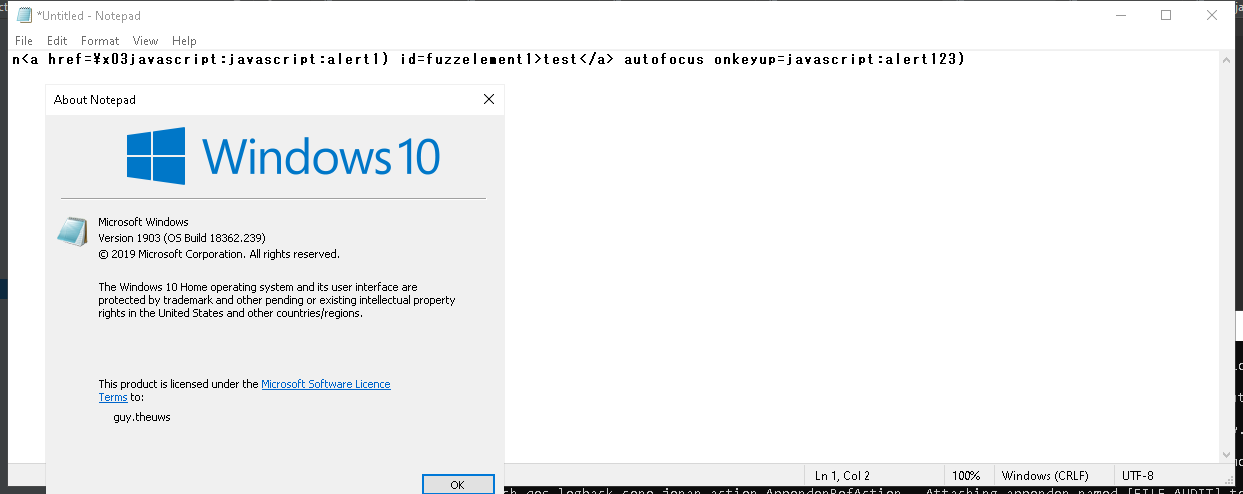 *Untitled - Notepad
File Edit Format View Help
n<a href=¥x03javascript:javascript:alert1) id=fuzzelement1>test</a> autofocus onkeyup=javascript:alert123)
About Notepad
Windows 10
Microsoft Windows
Version 1903 (OS Build 18362.239)
© 2019 Microsoft Corporation. All rights reserved.
The Windows 10 Home operating system and its user interface are
protected by trademark and other pending or existing intellectual property
rights in the United States and other countries/regions.
This product is licensed under the Microsoft Software Licence
Terms to:
guy.theuws
OK
Ln 1, Col 2 100% Windows (CRLF) UTF-8